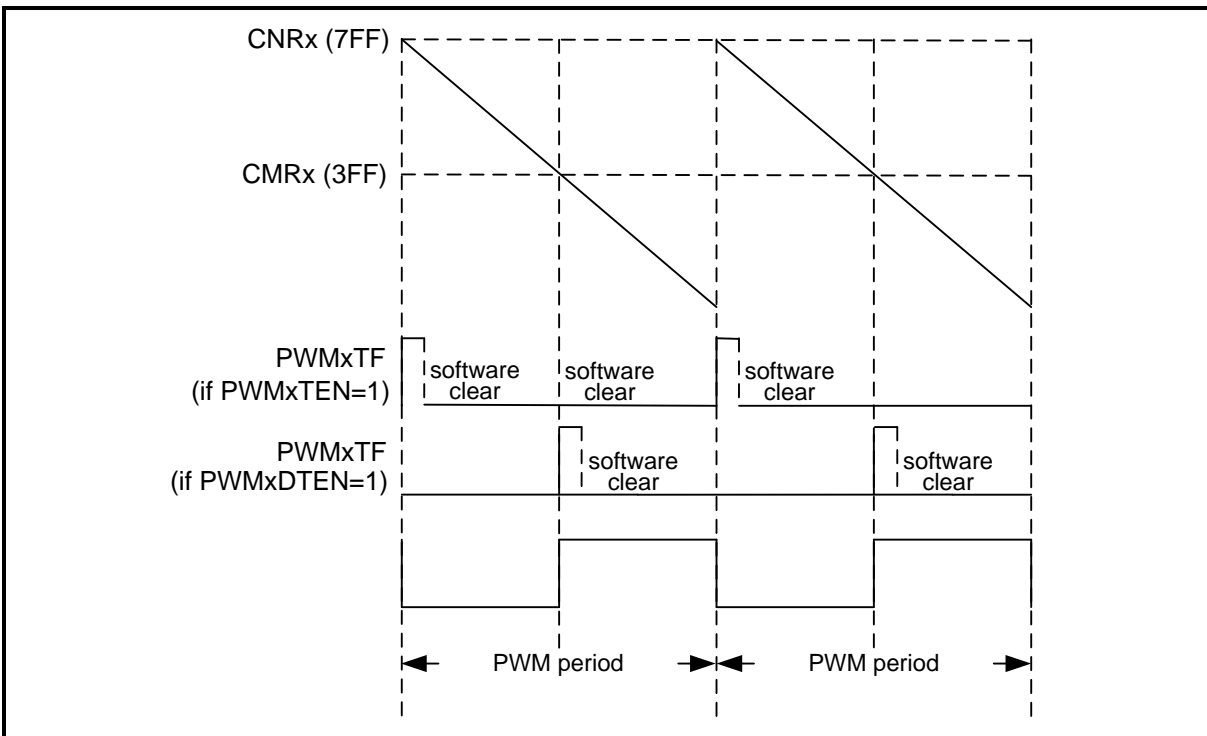 CNRx (7FF)
CMRx (3FF)
PWMxTF
(if PWMxTEN=1)
software
clear
software
clear
software
clear
PWMxTF
(if PWMxDTEN=1)
software
clear
software
clear
PWM period
PWM period